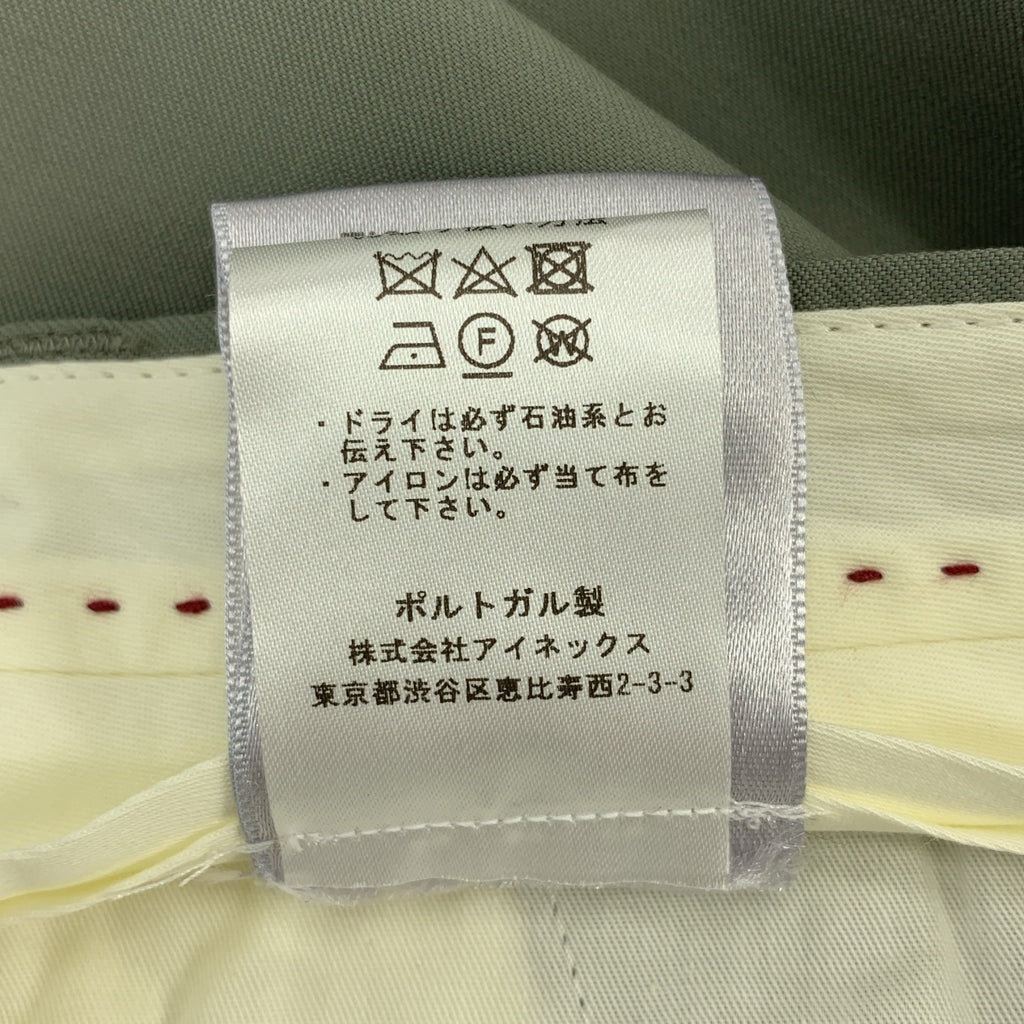 F
W
・ドライは必ず石油系とお
伝え下さい。
・アイロンは必ず当て布を
して下さい。
ポルトガル製
株式会社アイネックス
東京都渋谷区恵比寿西2-3-3